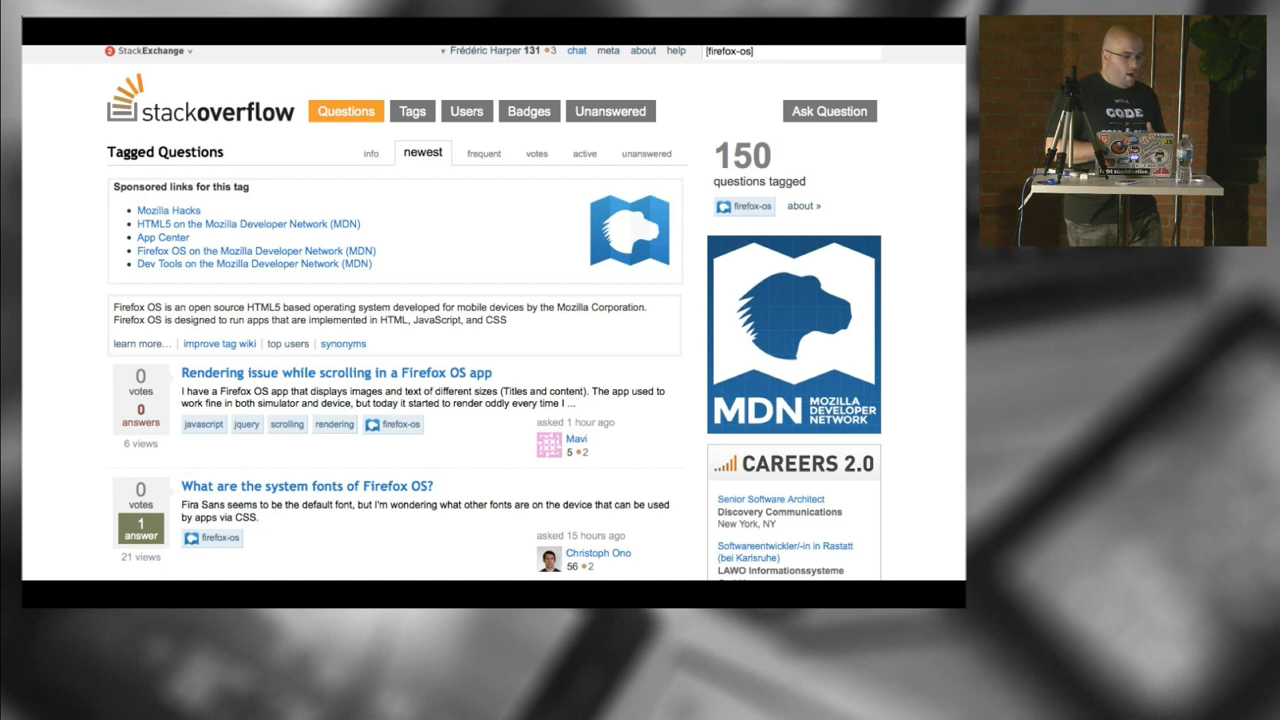 2 StackExchange
Frédéric Harper 131 3 chat meta about help
[firefox-os]
stackoverflow
Questions Tags Users Badges Unanswered Ask Question
Tagged Questions info newest frequent votes active unanswered
Sponsored links for this tag
Mozilla Hacks
HTML5 on the Mozilla Developer Network (MDN)
App Center
Firefox OS on the Mozilla Developer Network (MDN)
Dev Tools on the Mozilla Developer Network (MDN)
Firefox OS is an open source HTML5 based operating system developed for mobile devices by the Mozilla Corporation.
Firefox OS is designed to run apps that are implemented in HTML, JavaScript, and CSS
learn more... | improve tag wiki | top users | synonyms
0
votes
0
answers
6 views
Rendering issue while scrolling in a Firefox OS app
I have a Firefox OS app that displays images and text of different sizes (Titles and content). The app used to
work fine in both simulator and device, but today it started to render oddly every time I ...
javascript jquery scrolling rendering firefox-os
asked 1 hour ago
Mavi
5 2
0
votes
1
answer
21 views
What are the system fonts of Firefox OS?
Fira Sans seems to be the default font, but I'm wondering what other fonts are on the device that can be used
by apps via CSS.
firefox-os
asked 15 hours ago
Christoph Ono
56 2
150
questions tagged
firefox-os about »
MDN MOZILLA
DEVELOPER
NETWORK
CAREERS 2.0
Senior Software Architect
Discovery Communications
New York, NY
Softwareentwickler/-in in Rastatt
(bei Karlsruhe)
LAWO Informationssysteme
CODE